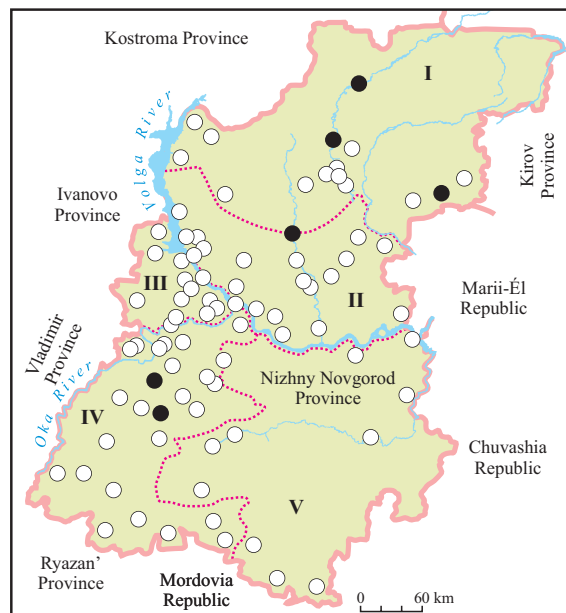 Kostroma Province
I
Volga River
Kirov
Province
Ivanovo
Province
III
II
Marii-Él
Republic
Vladimir
Province
Oka River
Nizhny Novgorod
Province
IV
Chuvashia
Republic
V
Ryazan'
Province
Mordovia
Republic
0 60 km